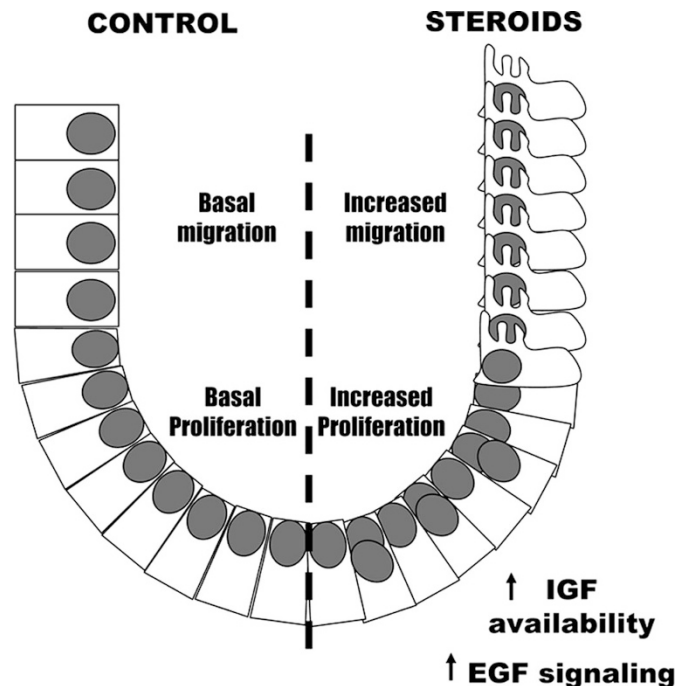 CONTROL
STEROIDS
Basal
migration
Increased
migration
Basal
Proliferation
Increased
Proliferation
↑ IGF
availability
↑ EGF signaling